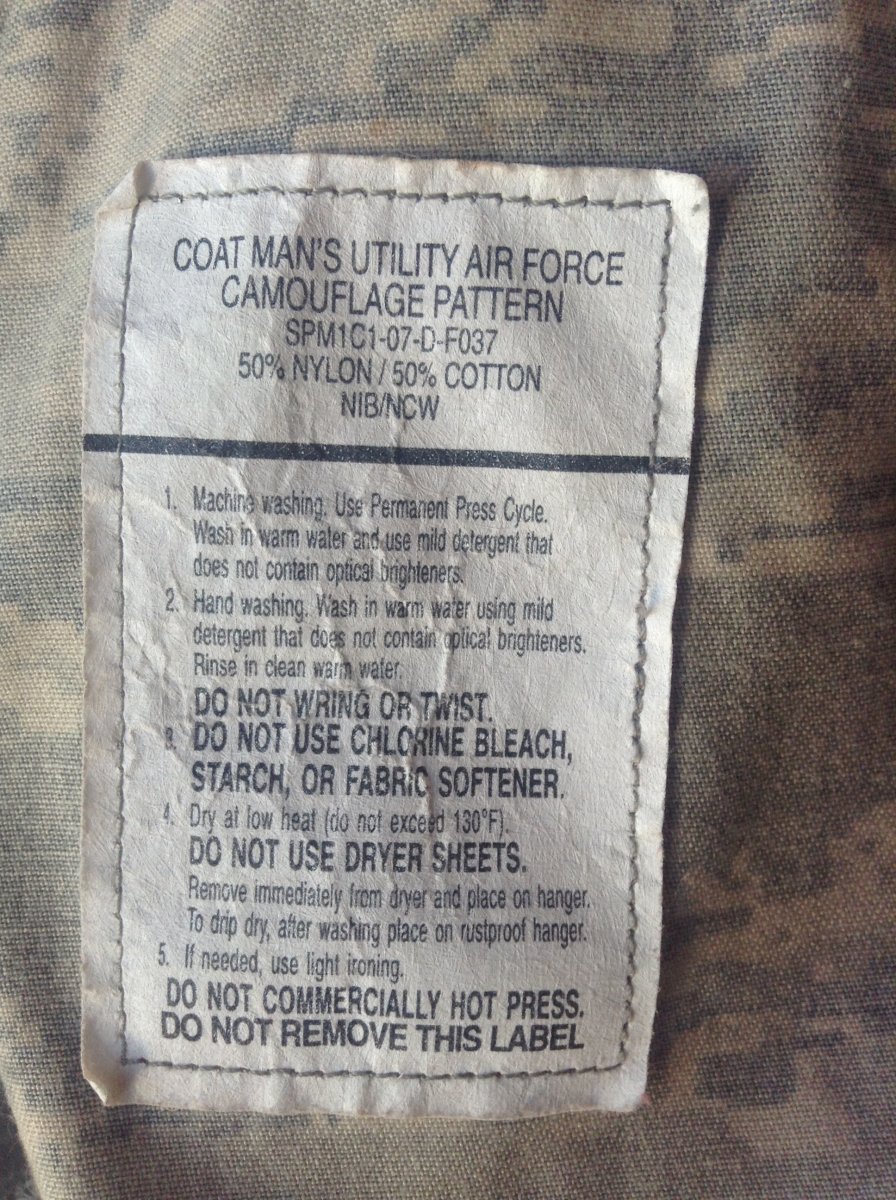 COAT MAN'S UTILITY AIR FORCE
CAMOUFLAGE PATTERN
SPM1C1-07-D-F037
50% NYLON / 50% COTTON
NIB/NCW
1. Machine washing. Use Permanent Press Cycle.
Wash in warm water and use mild detergent that
does not contain optical brighteners.
2. Hand washing. Wash in warm water using mild
detergent that does not contain optical brighteners.
Rinse in clean warm water.
DO NOT WRING OR TWIST.
3. DO NOT USE CHLORINE BLEACH,
STARCH, OR FABRIC SOFTENER.
4. Dry at low heat (do not exceed 130°F).
DO NOT USE DRYER SHEETS.
Remove immediately from dryer and place on hanger.
To drip dry, after washing place on rustproof hanger.
5. If needed, use light ironing.
DO NOT COMMERCIALLY HOT PRESS.
DO NOT REMOVE THIS LABEL